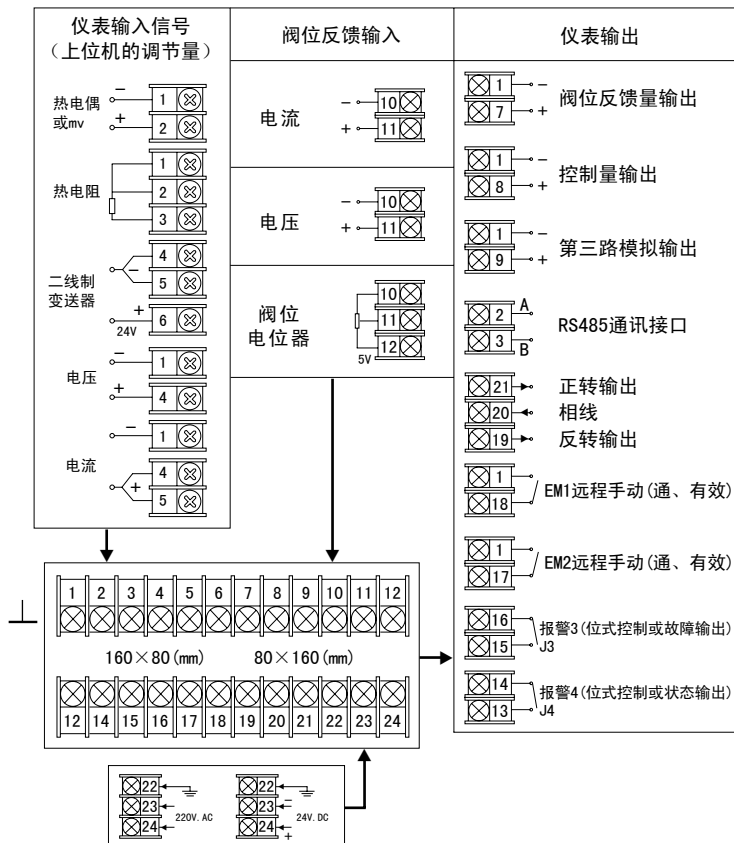 仪表输入信号
(上位机的调节量)
热电偶
或mv
－
1
+
2
热电阻
1
2
3
二线制
变送器
－
4
5
+
24V
6
电压
－
1
+
4
电流
－
1
+
4
5
阀位反馈输入
电流
－
10
+
11
电压
－
10
+
11
阀位
电位器
10
11
5V
12
仪表输出
1 －
7 +
阀位反馈量输出
1 －
8 +
控制量输出
1 －
9 +
第三路模拟输出
2 A
3 B
RS485通讯接口
21 正转输出
20 相线
19 反转输出
1
18
EM1远程手动(通、有效)
1
17
EM2远程手动(通、有效)
16
15
报警3(位式控制或故障输出)
J3
14
13
报警4(位式控制或状态输出)
J4
1 2 3 4 5 6 7 8 9 10 11 12
160×80(mm) 80×160(mm)
12 14 15 16 17 18 19 20 21 22 23 24
22
23
24
220V.AC
22
23 －
24 +
24V.DC